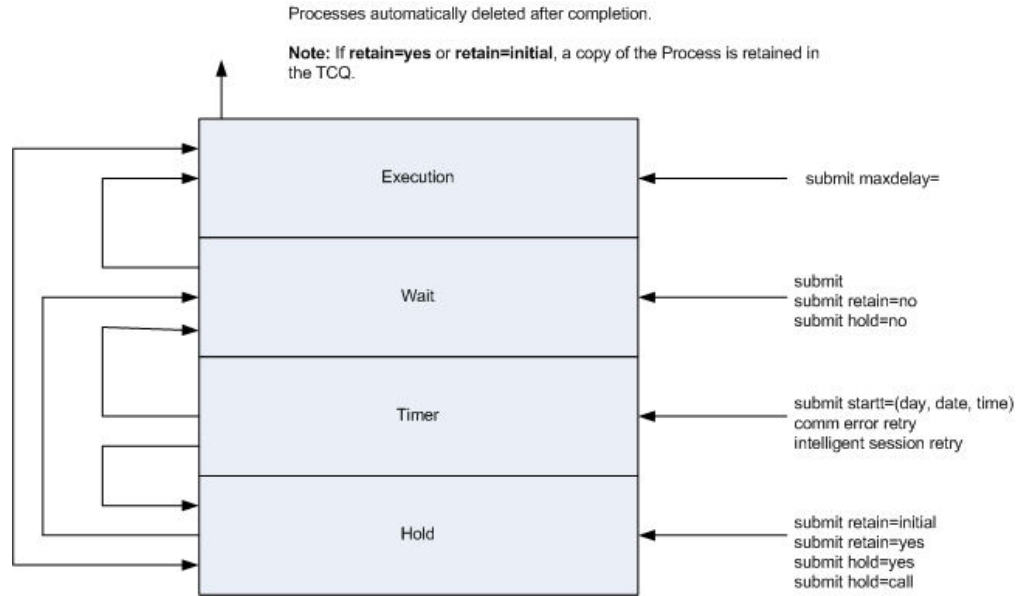 Processes automatically deleted after completion.
Note: If retain=yes or retain=initial, a copy of the Process is retained in
the TCQ.
Execution
submit maxdelay=
Wait
submit
submit retain=no
submit hold=no
Timer
submit startt=(day, date, time)
comm error retry
intelligent session retry
Hold
submit retain=initial
submit retain=yes
submit hold=yes
submit hold=call